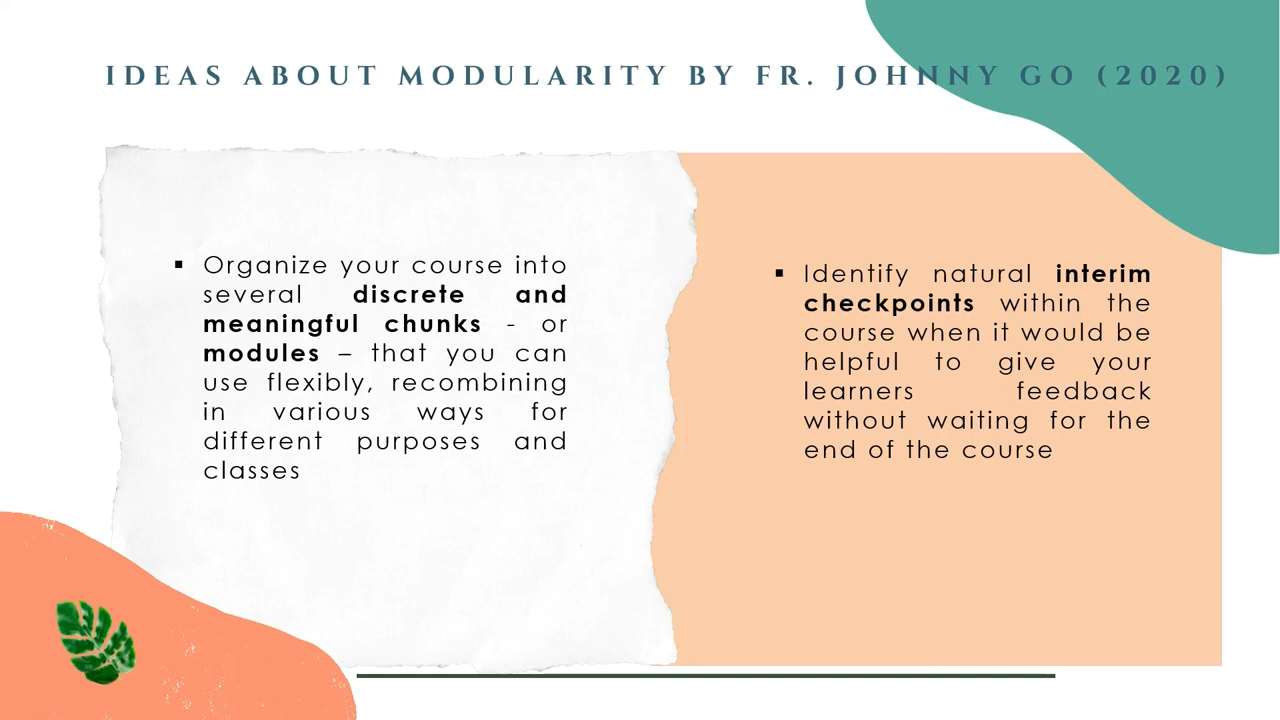 IDEAS ABOUT MODULARITY BY FR. JOHNNY GO (2020)
▪ Organize your course into
several discrete and
meaningful chunks - or
modules – that you can
use flexibly, recombining
in various ways for
different purposes and
classes
▪ Identify natural interim
checkpoints within the
course when it would be
helpful to give your
learners feedback
without waiting for the
end of the course